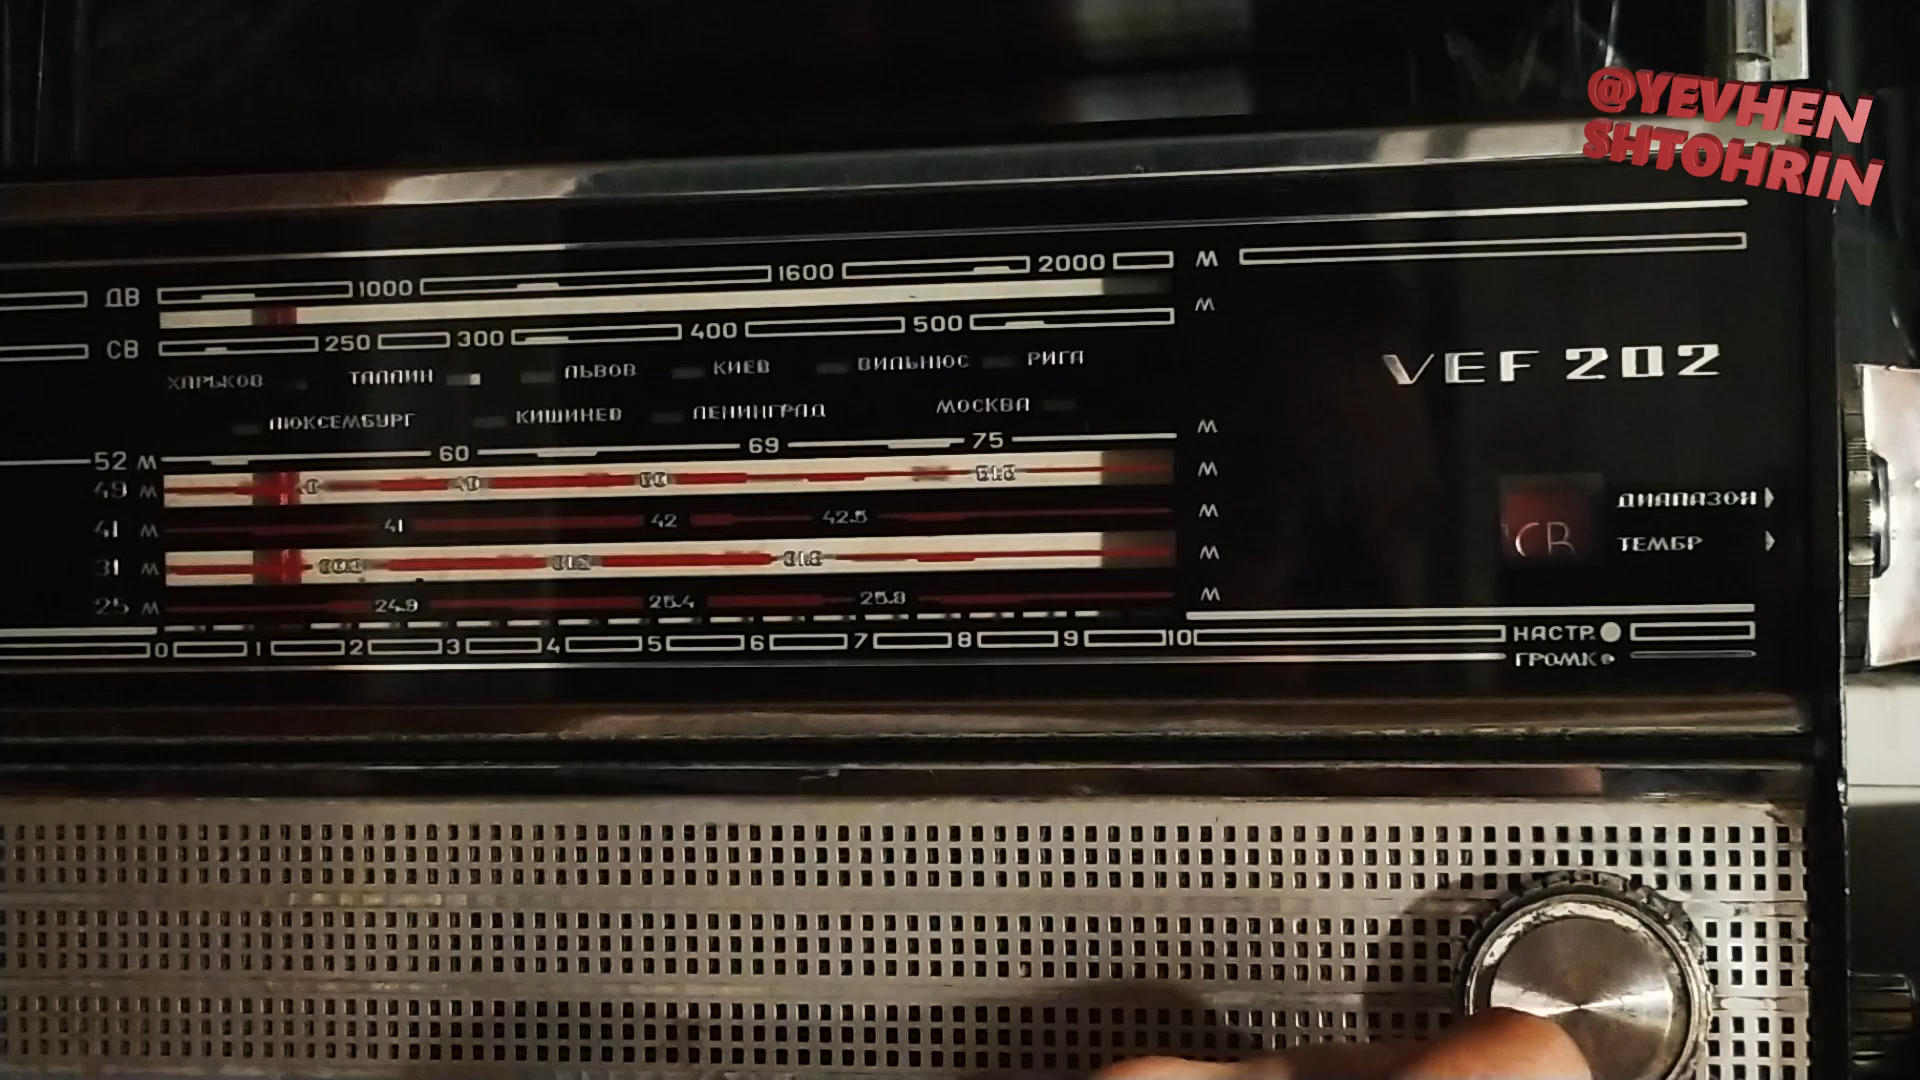 @YEVHEN
SHTOHRIN
ДВ 1000 1600 2000 М
М
СВ 250 300 400 500
ХАРЬКОВ ТАЛЛИН ЛЬВОВ КИЕВ ВИЛЬНЮС РИГА
VEF 202
ЛЮКСЕМБУРГ КИШИНЕВ ЛЕНИНГРАД МОСКВА
52 М 60 69 75 М
49 М М
41 М 41 42 42.5 М
31 М М
25 М 24.9 25.4 25.8 М
ДИАПАЗОН
СВ ТЕМБР
0 1 2 3 4 5 6 7 8 9 10 НАСТР.
ГРОМК